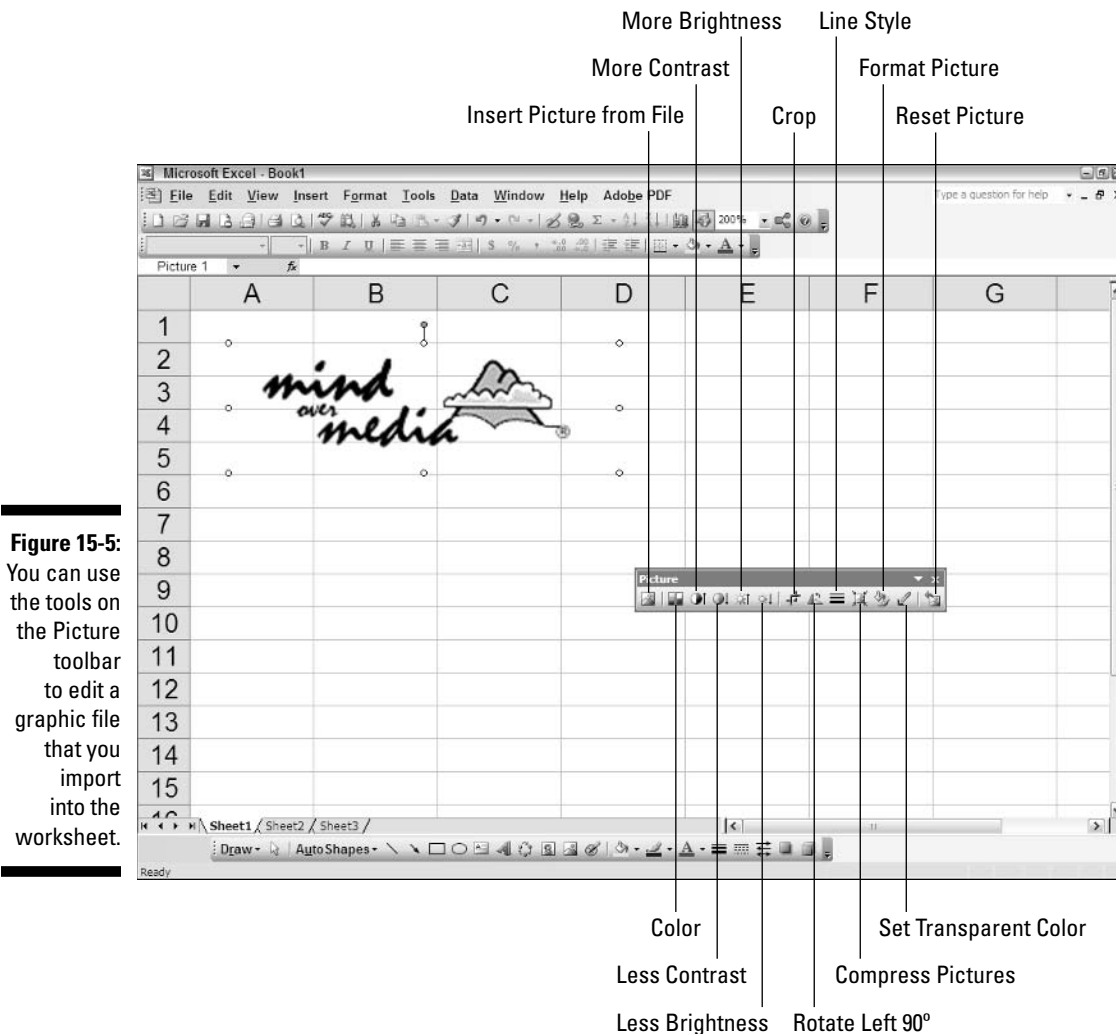 More Brightness Line Style
More Contrast Format Picture
Insert Picture from File Crop Reset Picture
Microsoft Excel - Book1
File Edit View Insert Format Tools Data Window Help Adobe PDF Type a question for help
200%
B I U $ % , A
Picture 1 fx
A B C D E F G
1
2
3
4
5
6
7
8
9
10
11
12
13
14
15
16
mind
over
media
®
Picture
Figure 15-5:
You can use
the tools on
the Picture
toolbar
to edit a
graphic file
that you
import
into the
worksheet.
Sheet1 / Sheet2 / Sheet3 /
Draw AutoShapes A
Ready
Color Set Transparent Color
Less Contrast Compress Pictures
Less Brightness Rotate Left 90º